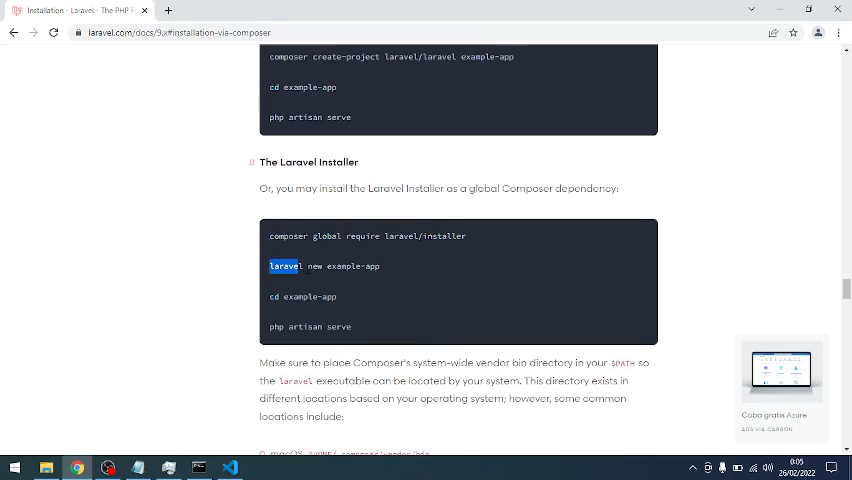 Installation - Laravel - The PHP F
laravel.com/docs/9.x#installation-via-composer
composer create-project laravel/laravel example-app
cd example-app
php artisan serve
# The Laravel Installer
Or, you may install the Laravel Installer as a global Composer dependency:
composer global require laravel/installer
laravel new example-app
cd example-app
php artisan serve
Make sure to place Composer's system-wide vendor bin directory in your $PATH so
the laravel executable can be located by your system. This directory exists in
different locations based on your operating system; however, some common
locations include:
macOS: $HOME/.composer/vendor/bin
Coba gratis Azure
ADS VIA CARBON
0:05
26/02/2022